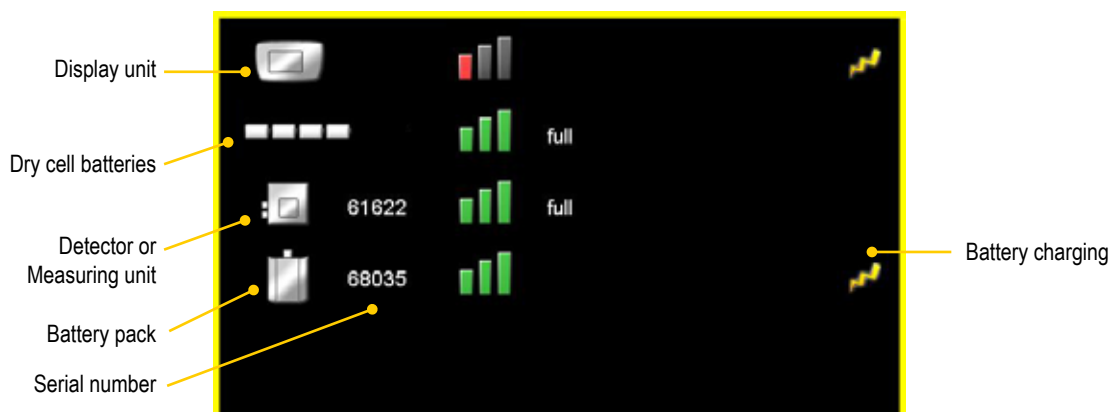 Display unit
full
Dry cell batteries
61622
full
Detector or
Measuring unit
Battery charging
68035
Battery pack
Serial number